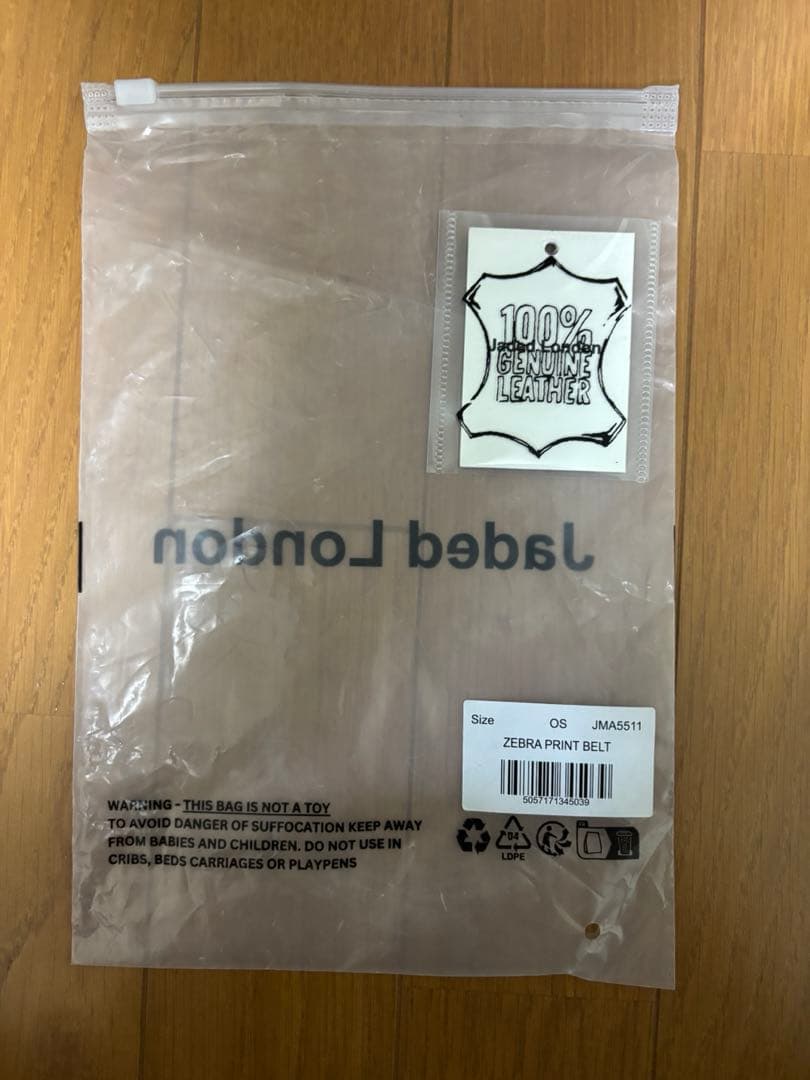 100%
Jaded London
GENUINE
LEATHER
Jaded London
Size OS JMA5511
ZEBRA PRINT BELT
5057171345039
WARNING - THIS BAG IS NOT A TOY
TO AVOID DANGER OF SUFFOCATION KEEP AWAY
FROM BABIES AND CHILDREN. DO NOT USE IN
CRIBS, BEDS CARRIAGES OR PLAYPENS
04
LDPE